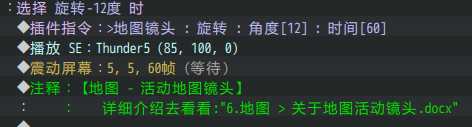 ：选择 旋转-12度 时
◆插件指令：>地图镜头 : 旋转 : 角度[12] : 时间[60]
◆播放 SE：Thunder5 (85, 100, 0)
◆震动屏幕：5, 5, 60帧 (等待)
◆注释：【地图 - 活动地图镜头】
：　　：　　详细介绍去看看:"6.地图 > 关于地图活动镜头.docx"
◆